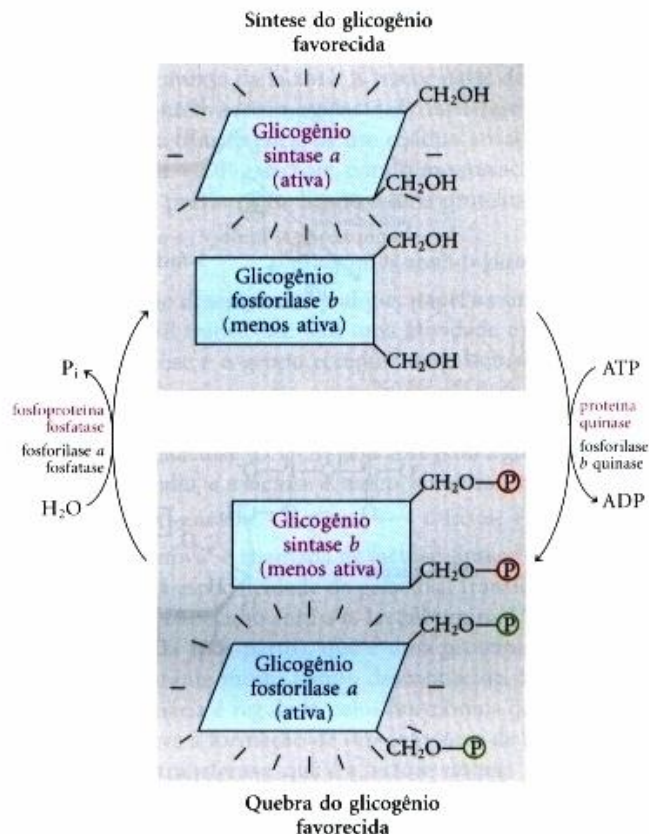 Síntese do glicogênio
favorecida
CH₂OH
Glicogênio
sintase a
(ativa)
CH₂OH
CH₂OH
Glicogênio
fosforilase b
(menos ativa)
CH₂OH
Pi
fosfoproteína
fosfatase
fosforilase a
fosfatase
H₂O
ATP
proteína
quinase
fosforilase
b quinase
ADP
CH₂O—P
Glicogênio
sintase b
(menos ativa)
CH₂O—P
CH₂O—P
Glicogênio
fosforilase a
(ativa)
CH₂O—P
Quebra do glicogênio
favorecida